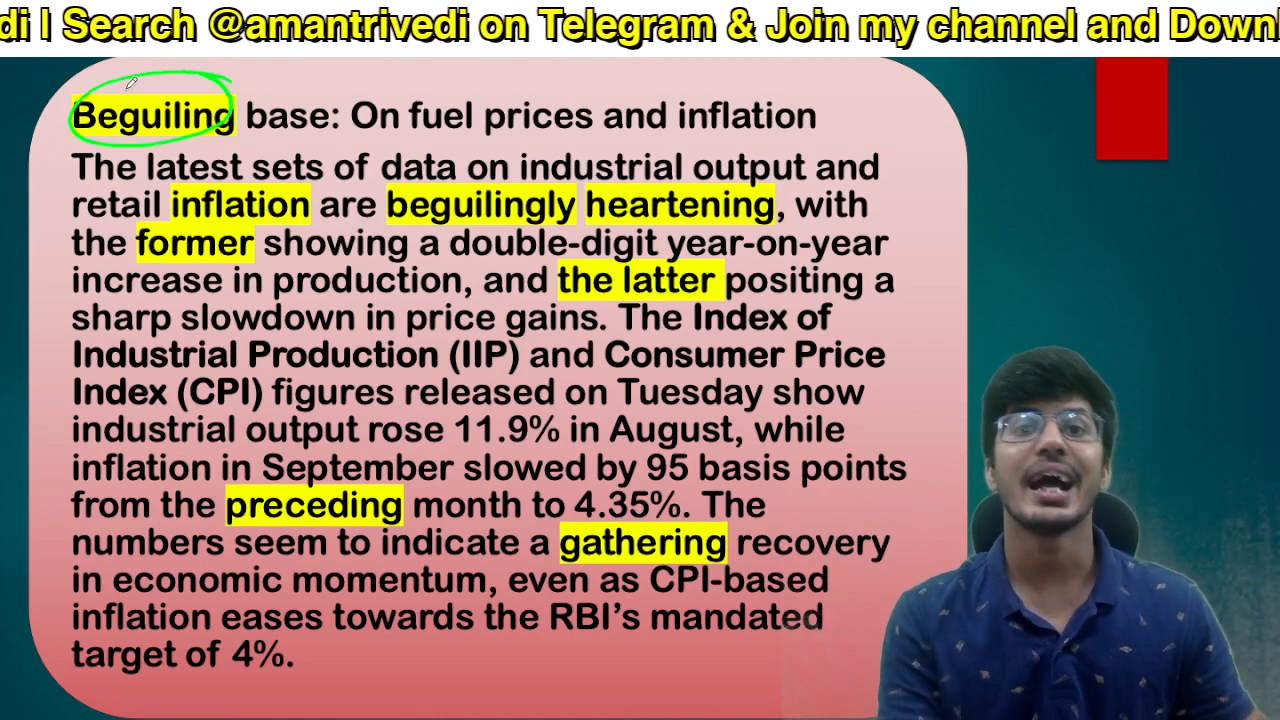 di I Search @amantrivedi on Telegram & Join my channel and Down
Beguiling base: On fuel prices and inflation
The latest sets of data on industrial output and
retail inflation are beguilingly heartening, with
the former showing a double-digit year-on-year
increase in production, and the latter positing a
sharp slowdown in price gains. The Index of
Industrial Production (IIP) and Consumer Price
Index (CPI) figures released on Tuesday show
industrial output rose 11.9% in August, while
inflation in September slowed by 95 basis points
from the preceding month to 4.35%. The
numbers seem to indicate a gathering recovery
in economic momentum, even as CPI-based
inflation eases towards the RBI’s mandated
target of 4%.